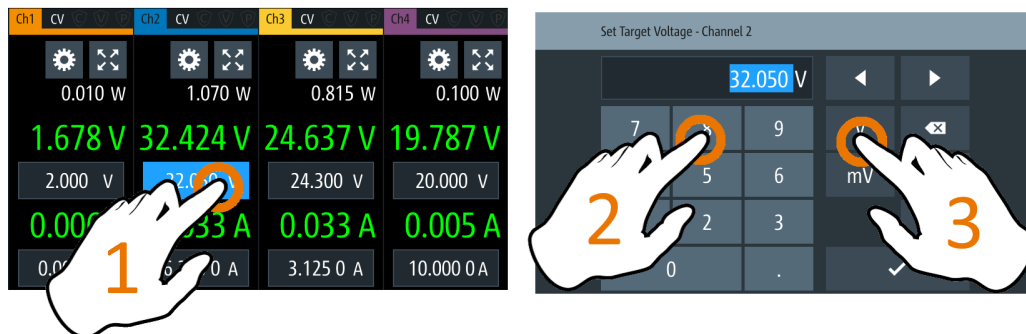 Ch1 CV C V P Ch2 CV C V P Ch3 CV C V P Ch4 CV C V P
0.010 W 1.070 W 0.815 W 0.100 W
1.678 V 32.424 V 24.637 V 19.787 V
2.000 V 32.050 V 24.300 V 20.000 V
A 0.033 A 0.005 A
A 3.125 0 A 10.000 0 A
1
Set Target Voltage - Channel 2
32.050 V
7 8 9 V
5 6 mV
2 3
0 .
2
3